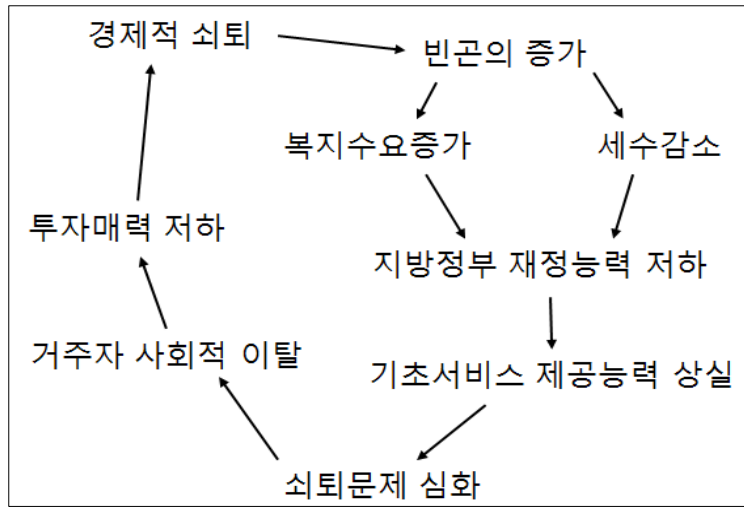 경제적 쇠퇴
빈곤의 증가
복지수요증가
세수감소
지방정부 재정능력 저하
기초서비스 제공능력 상실
쇠퇴문제 심화
거주자 사회적 이탈
투자매력 저하